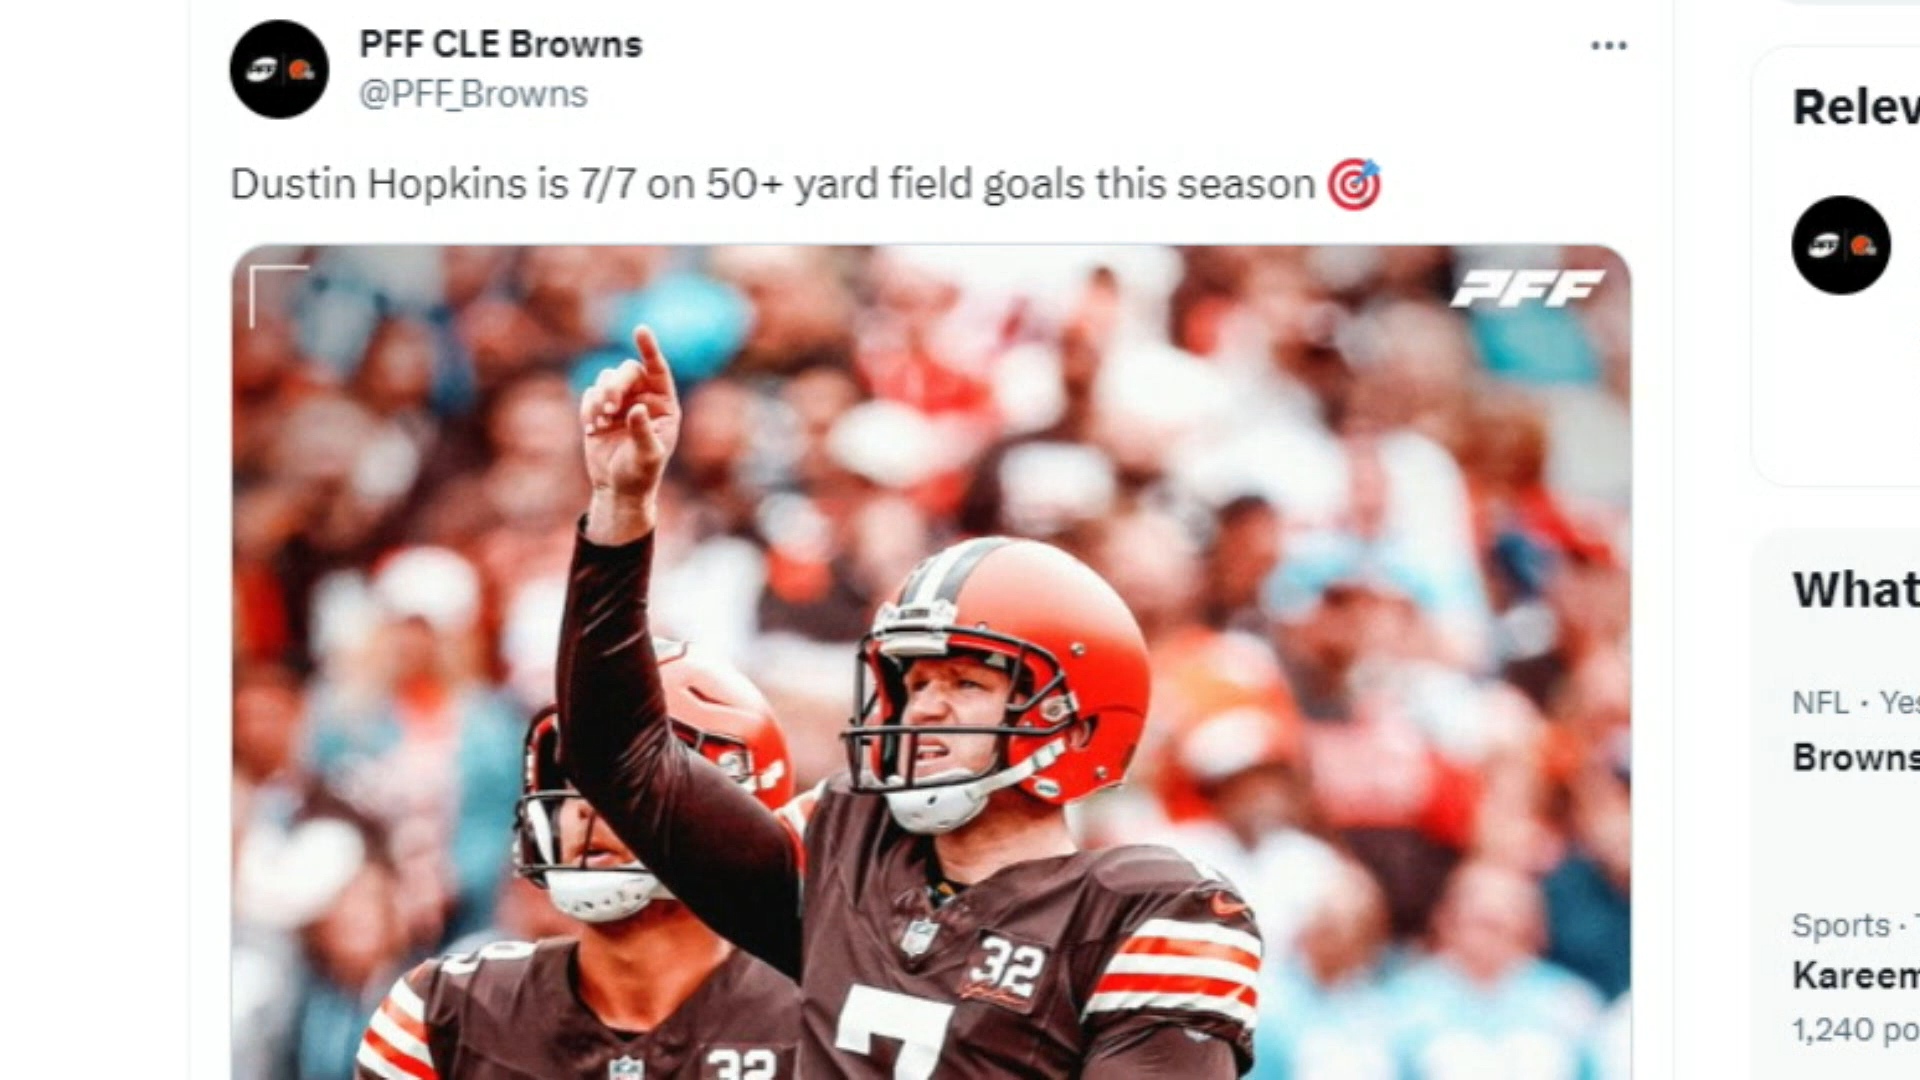 PFF CLE Browns
@PFF_Browns
Dustin Hopkins is 7/7 on 50+ yard field goals this season
PFF
32
7
32
Relev
What
NFL · Yes
Browns
Sports ·
Kareem
1,240 po